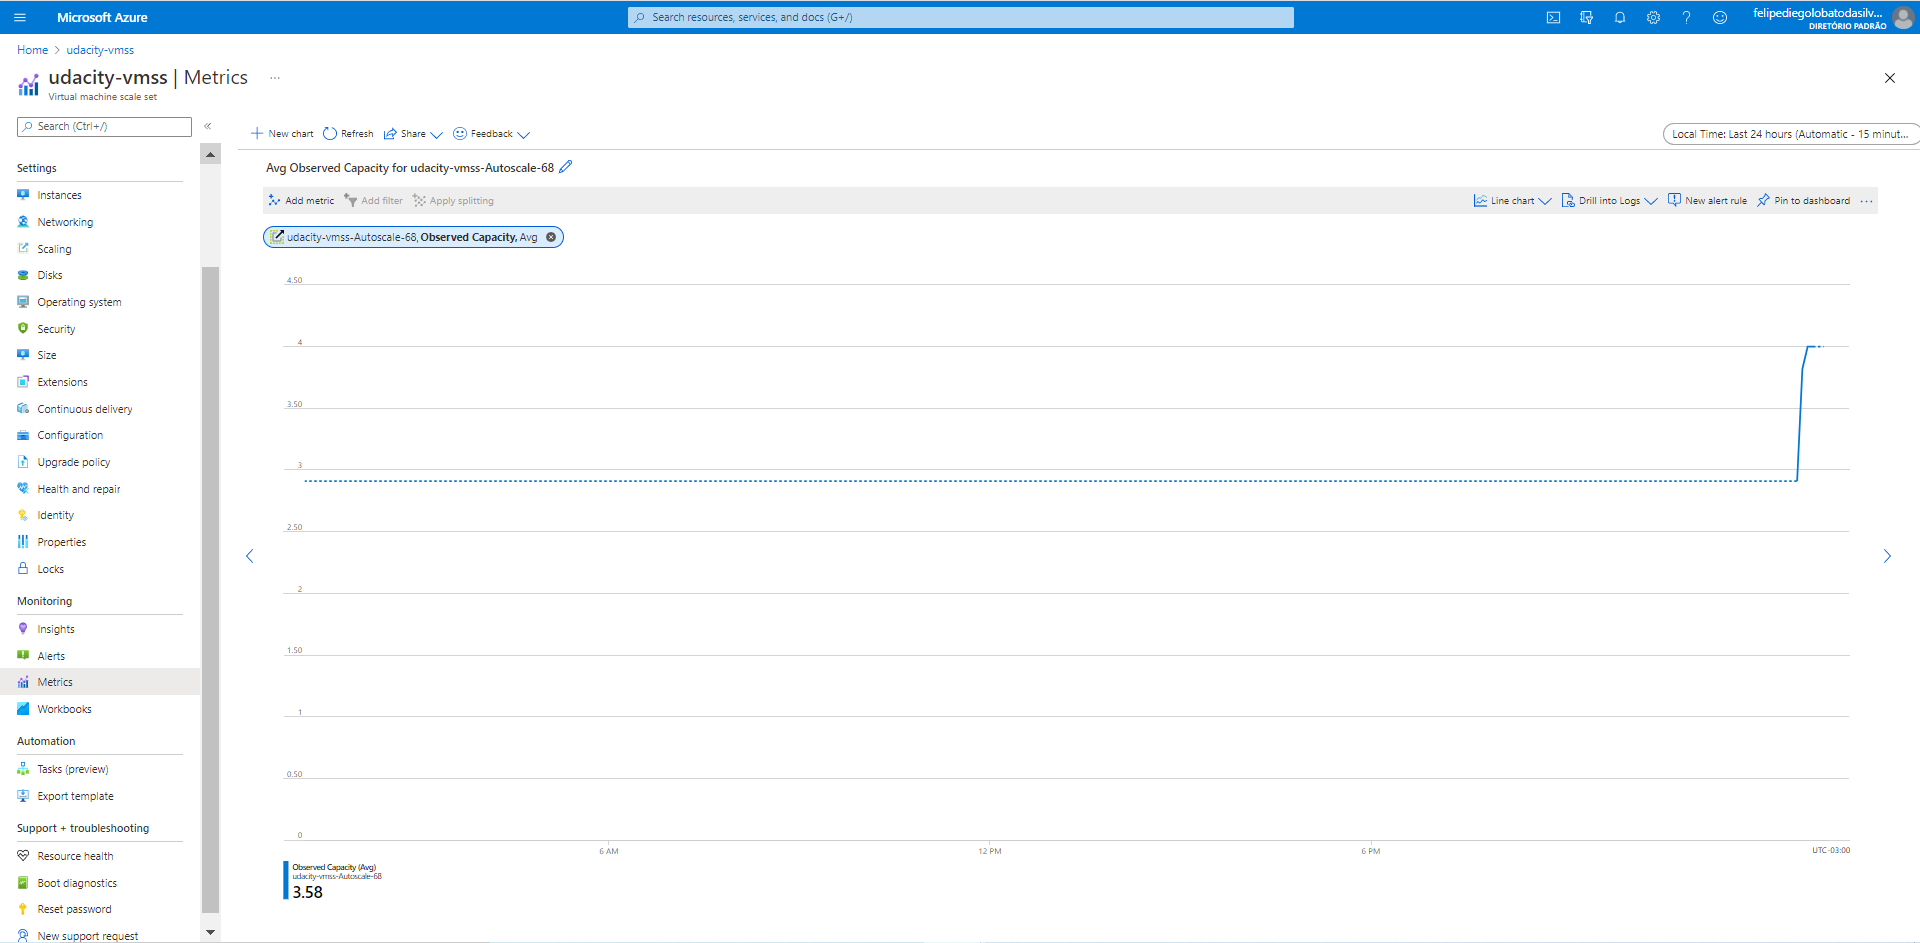 Microsoft Azure
Search resources, services, and docs (G+/)
felipediegolobatodasilv...
DIRETÓRIO PADRÃO
Home > udacity-vmss
udacity-vmss | Metrics ...
Virtual machine scale set
Search (Ctrl+/)
«
Settings
Instances
Networking
Scaling
Disks
Operating system
Security
Size
Extensions
Continuous delivery
Configuration
Upgrade policy
Health and repair
Identity
Properties
Locks
Monitoring
Insights
Alerts
Metrics
Workbooks
Automation
Tasks (preview)
Export template
Support + troubleshooting
Resource health
Boot diagnostics
Reset password
New support request
New chart Refresh Share Feedback
Local Time: Last 24 hours (Automatic - 15 minut...
Avg Observed Capacity for udacity-vmss-Autoscale-68
Add metric Add filter Apply splitting
Line chart Drill into Logs New alert rule Pin to dashboard ...
udacity-vmss-Autoscale-68, Observed Capacity, Avg
4.50
4
3.50
3
2.50
2
1.50
1
0.50
0
6 AM 12 PM 6 PM UTC-03:00
Observed Capacity (Avg)
udacity-vmss-Autoscale-68
3.58